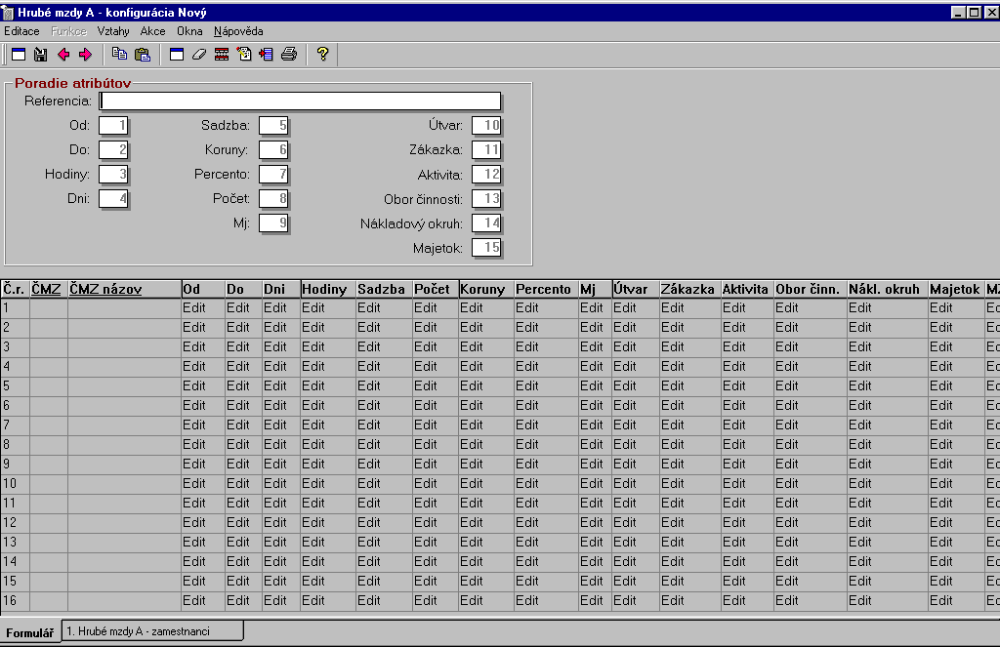 Hrubé mzdy A - konfigurácia Nový
Editace Funkce Vztahy Akce Okna Nápověda
Poradie atribútov
Referencia:
Od: 1 Sadzba: 5 Útvar: 10
Do: 2 Koruny: 6 Zákazka: 11
Hodiny: 3 Percento: 7 Aktivita: 12
Dni: 4 Počet: 8 Obor činnosti: 13
Mj: 9 Nákladový okruh: 14
Majetok: 15
Č.r. ČMZ ČMZ názov Od Do Dni Hodiny Sadzba Počet Koruny Percento Mj Útvar Zákazka Aktivita Obor činn. Nákl. okruh Majetok
1 Edit Edit Edit Edit Edit Edit Edit Edit Edit Edit Edit Edit Edit Edit Edit
2 Edit Edit Edit Edit Edit Edit Edit Edit Edit Edit Edit Edit Edit Edit Edit
3 Edit Edit Edit Edit Edit Edit Edit Edit Edit Edit Edit Edit Edit Edit Edit
4 Edit Edit Edit Edit Edit Edit Edit Edit Edit Edit Edit Edit Edit Edit Edit
5 Edit Edit Edit Edit Edit Edit Edit Edit Edit Edit Edit Edit Edit Edit Edit
6 Edit Edit Edit Edit Edit Edit Edit Edit Edit Edit Edit Edit Edit Edit Edit
7 Edit Edit Edit Edit Edit Edit Edit Edit Edit Edit Edit Edit Edit Edit Edit
8 Edit Edit Edit Edit Edit Edit Edit Edit Edit Edit Edit Edit Edit Edit Edit
9 Edit Edit Edit Edit Edit Edit Edit Edit Edit Edit Edit Edit Edit Edit Edit
10 Edit Edit Edit Edit Edit Edit Edit Edit Edit Edit Edit Edit Edit Edit Edit
11 Edit Edit Edit Edit Edit Edit Edit Edit Edit Edit Edit Edit Edit Edit Edit
12 Edit Edit Edit Edit Edit Edit Edit Edit Edit Edit Edit Edit Edit Edit Edit
13 Edit Edit Edit Edit Edit Edit Edit Edit Edit Edit Edit Edit Edit Edit Edit
14 Edit Edit Edit Edit Edit Edit Edit Edit Edit Edit Edit Edit Edit Edit Edit
15 Edit Edit Edit Edit Edit Edit Edit Edit Edit Edit Edit Edit Edit Edit Edit
16 Edit Edit Edit Edit Edit Edit Edit Edit Edit Edit Edit Edit Edit Edit Edit
Formulář 1. Hrubé mzdy A - zamestnanci